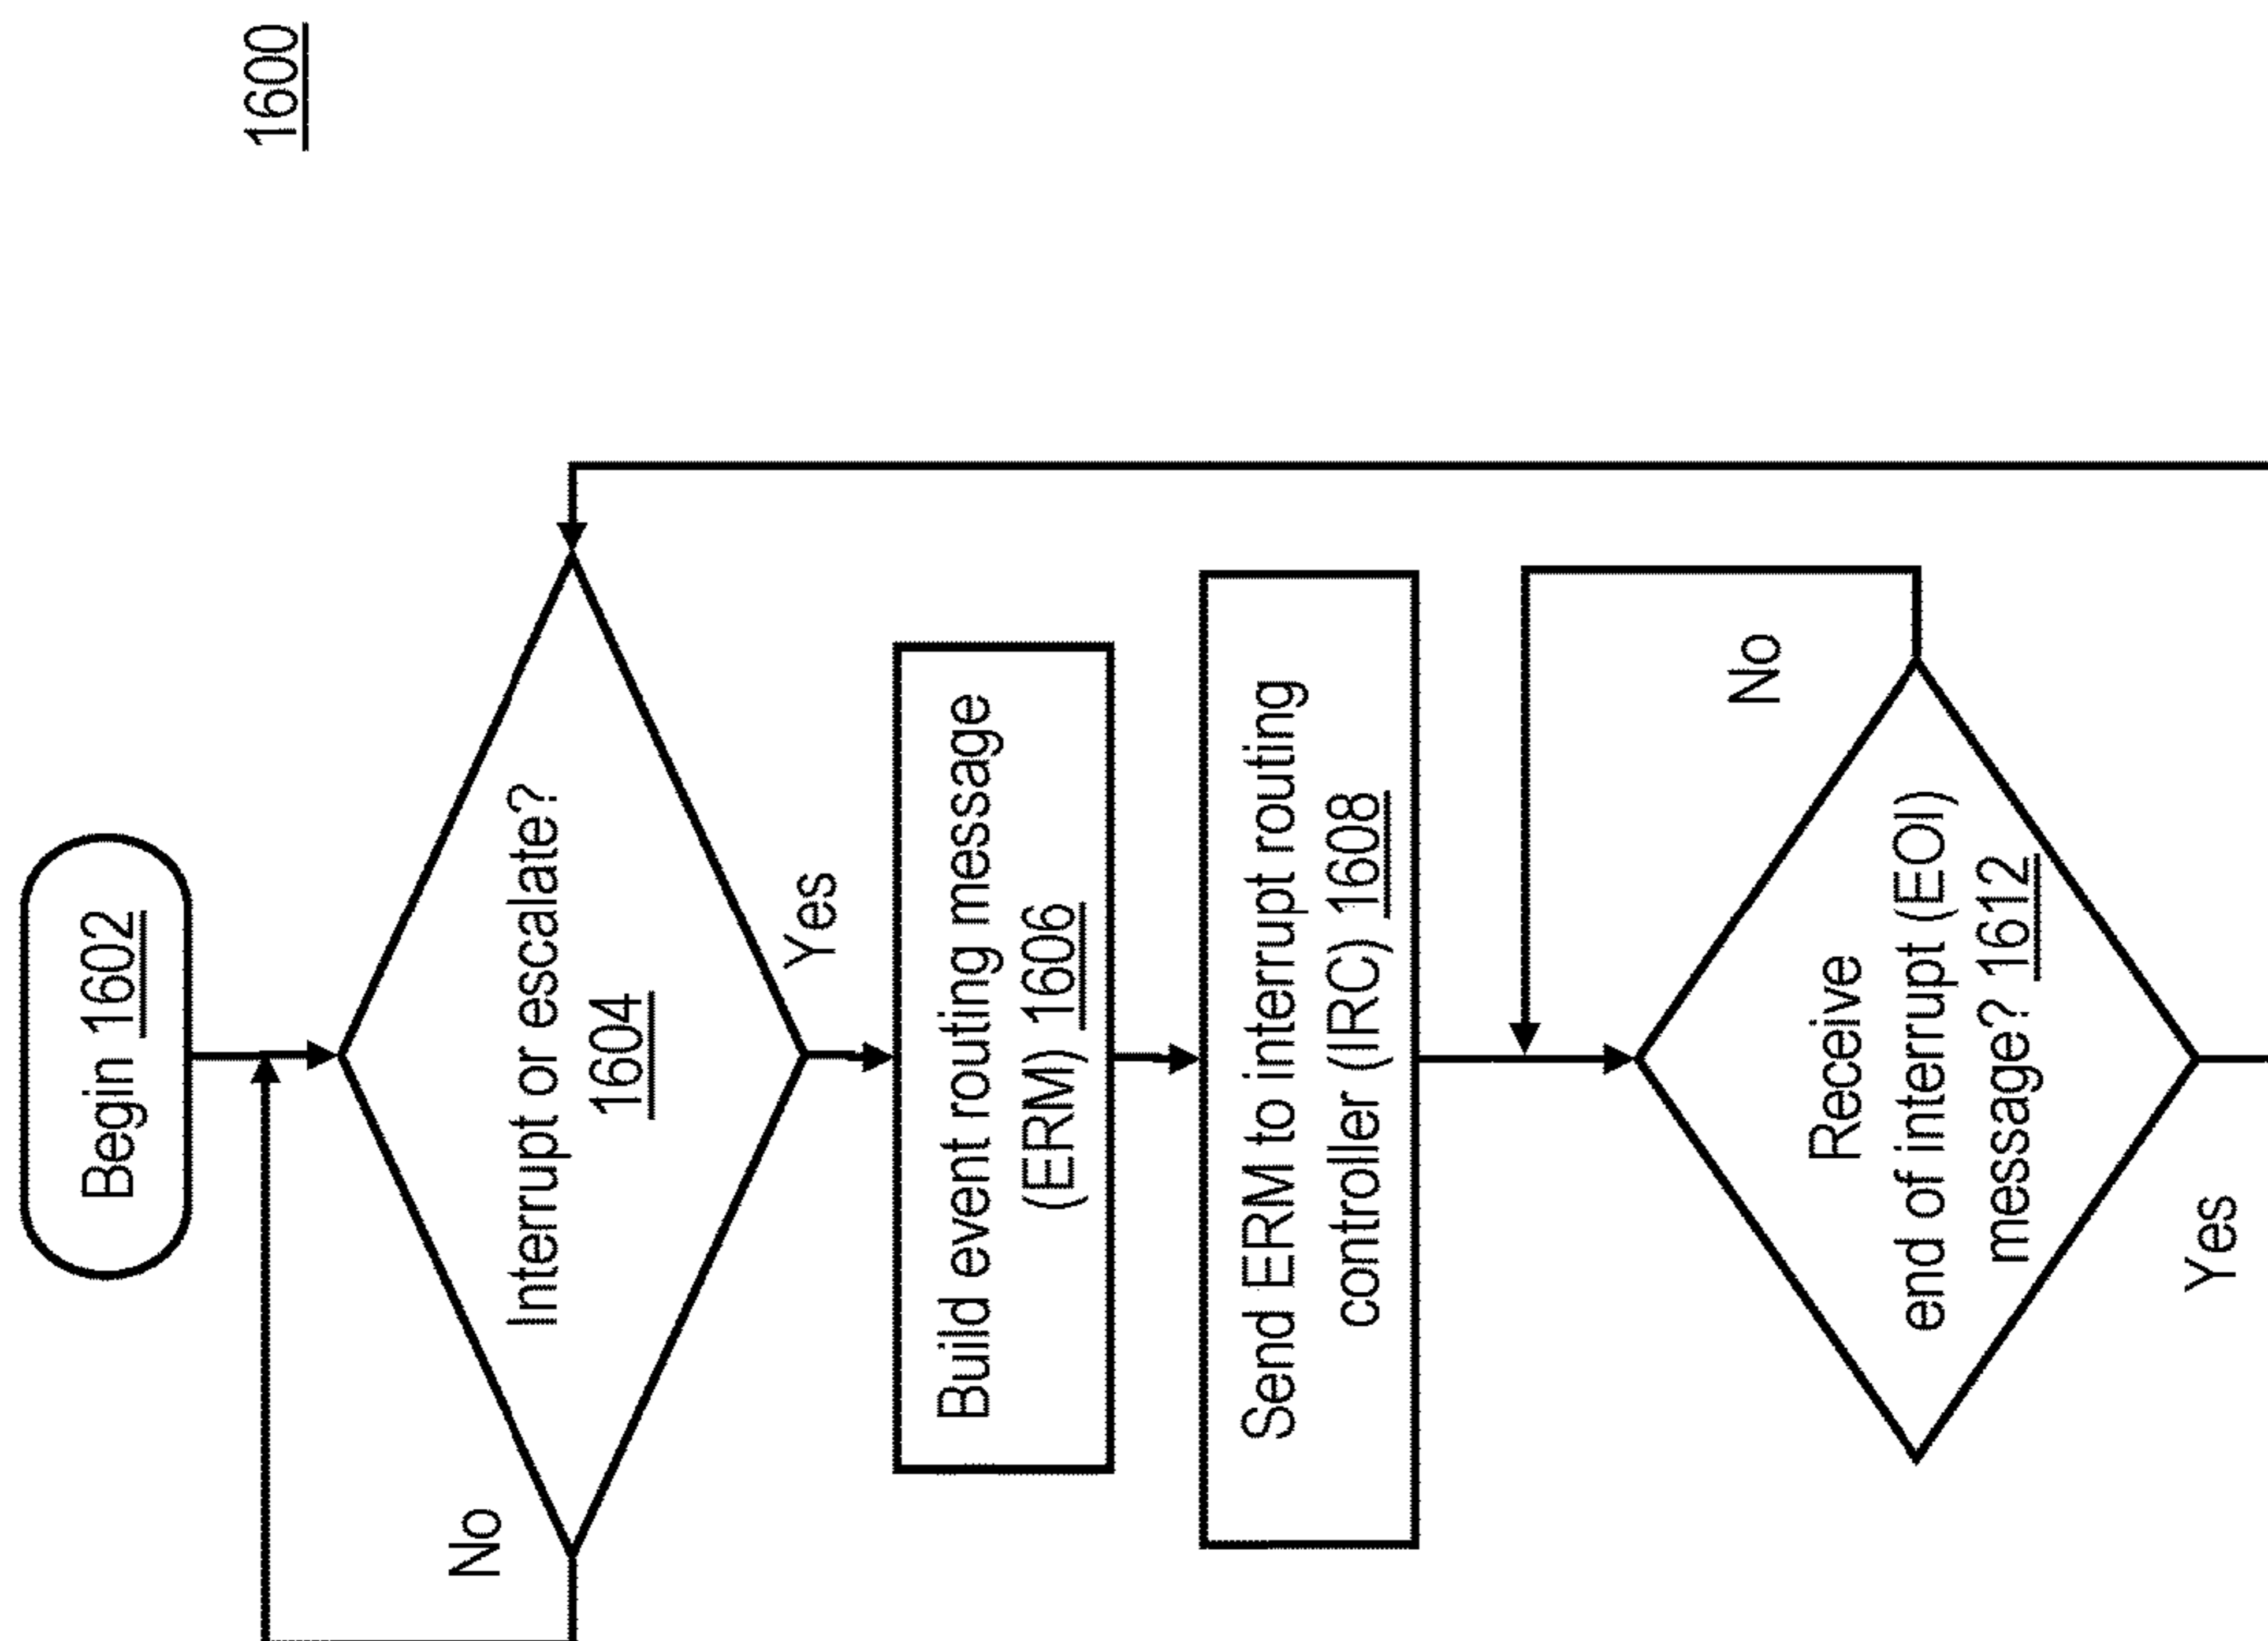 1600
Begin 1602
Interrupt or escalate?
1604
No
Yes
Build event routing message
(ERM) 1606
Send ERM to interrupt routing
controller (IRC) 1608
No
Receive
end of interrupt (EOI)
message? 1612
Yes